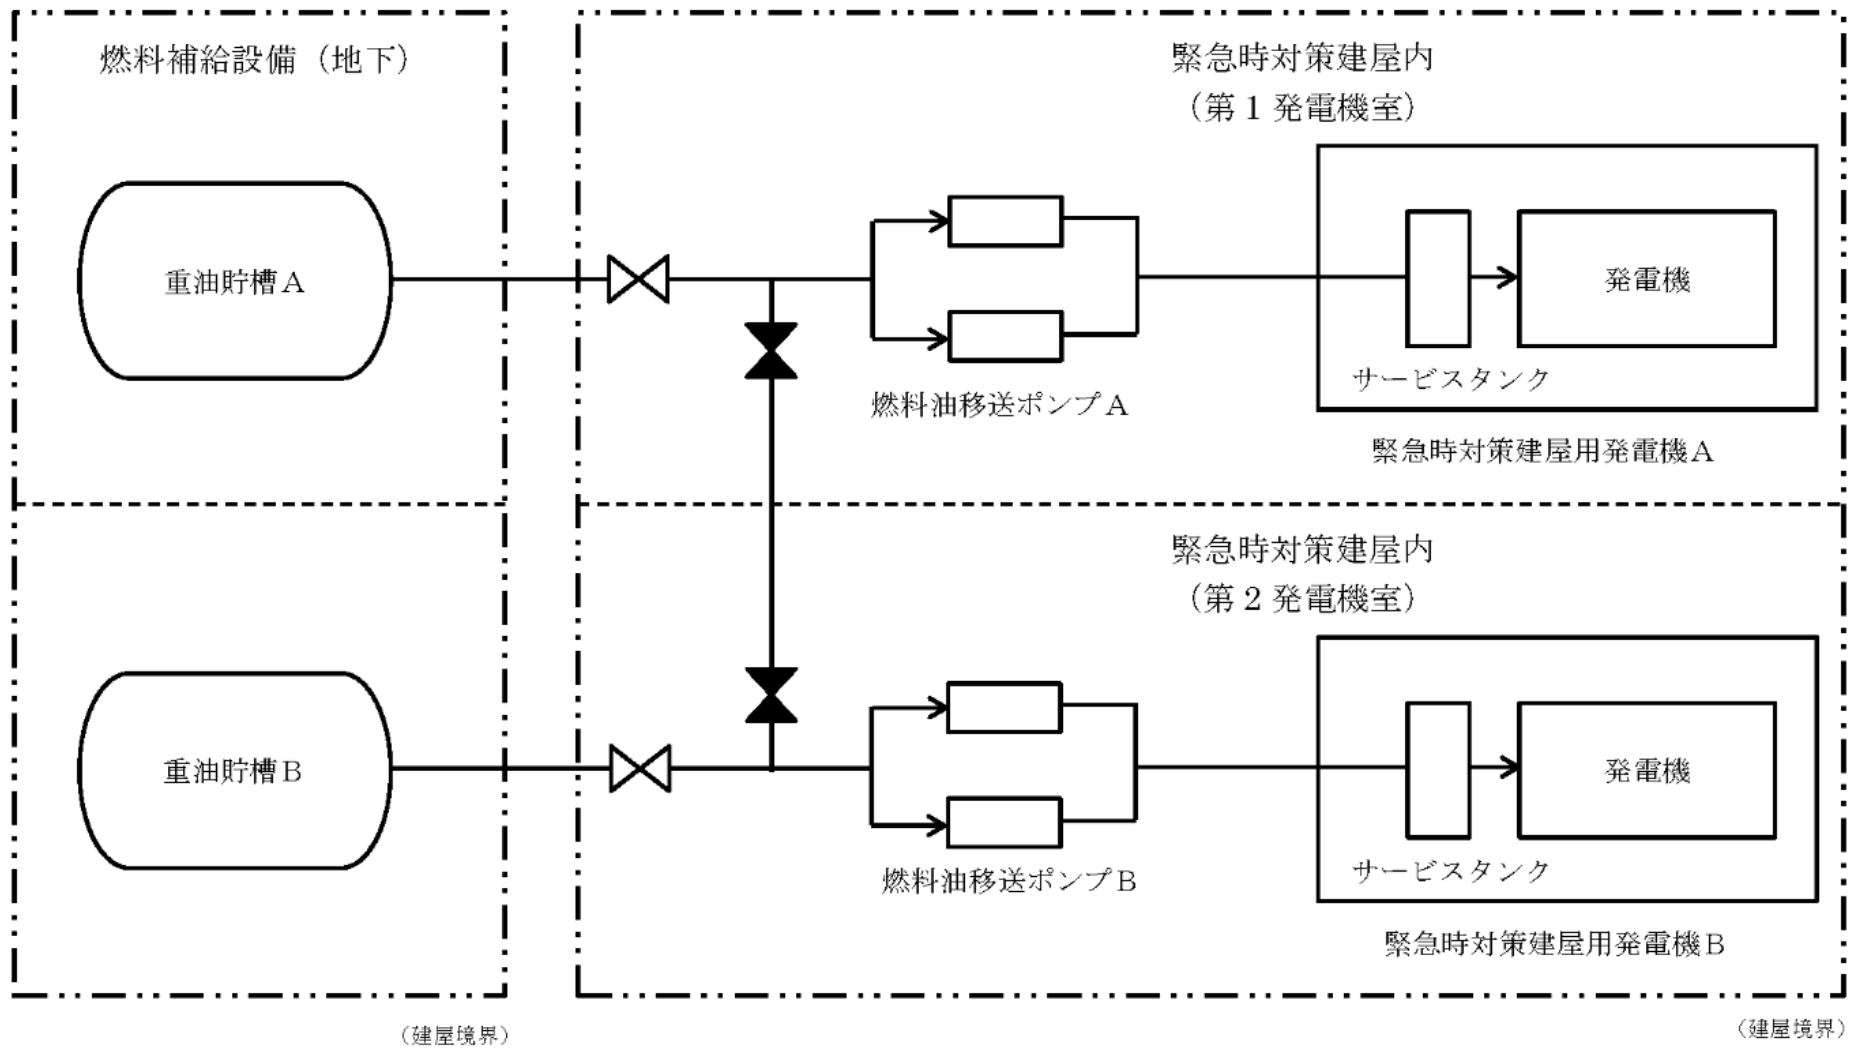 燃料補給設備（地下）
緊急時対策建屋内
（第1発電機室）
重油貯槽A
発電機
サービスタンク
燃料油移送ポンプA
緊急時対策建屋用発電機A
緊急時対策建屋内
（第2発電機室）
重油貯槽B
発電機
サービスタンク
燃料油移送ポンプB
緊急時対策建屋用発電機B
（建屋境界）
（建屋境界）